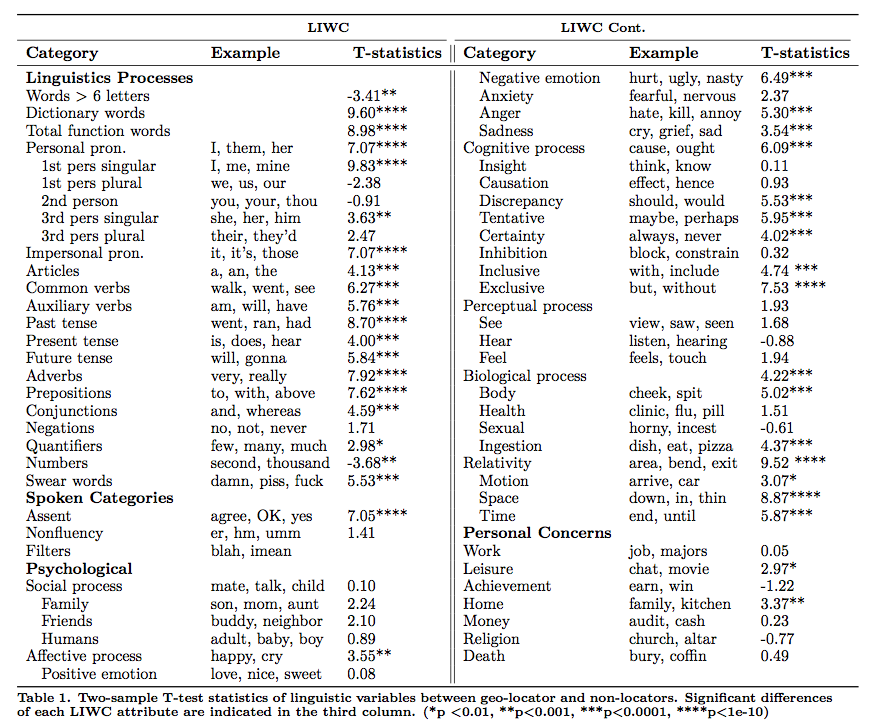 LIWC
Category Example T-statistics
Linguistics Processes
Words > 6 letters -3.41**
Dictionary words 9.60****
Total function words 8.98****
Personal pron. I, them, her 7.07****
1st pers singular I, me, mine 9.83****
1st pers plural we, us, our -2.38
2nd person you, your, thou -0.91
3rd pers singular she, her, him 3.63**
3rd pers plural their, they'd 2.47
Impersonal pron. it, it's, those 7.07****
Articles a, an, the 4.13***
Common verbs walk, went, see 6.27***
Auxiliary verbs am, will, have 5.76***
Past tense went, ran, had 8.70****
Present tense is, does, hear 4.00***
Future tense will, gonna 5.84***
Adverbs very, really 7.92****
Prepositions to, with, above 7.62****
Conjunctions and, whereas 4.59***
Negations no, not, never 1.71
Quantifiers few, many, much 2.98*
Numbers second, thousand -3.68**
Swear words damn, piss, fuck 5.53***
Spoken Categories
Assent agree, OK, yes 7.05****
Nonfluency er, hm, umm 1.41
Filters blah, imean
Psychological
Social process mate, talk, child 0.10
Family son, mom, aunt 2.24
Friends buddy, neighbor 2.10
Humans adult, baby, boy 0.89
Affective process happy, cry 3.55**
Positive emotion love, nice, sweet 0.08
LIWC Cont.
Category Example T-statistics
Negative emotion hurt, ugly, nasty 6.49***
Anxiety fearful, nervous 2.37
Anger hate, kill, annoy 5.30***
Sadness cry, grief, sad 3.54***
Cognitive process cause, ought 6.09***
Insight think, know 0.11
Causation effect, hence 0.93
Discrepancy should, would 5.53***
Tentative maybe, perhaps 5.95***
Certainty always, never 4.02***
Inhibition block, constrain 0.32
Inclusive with, include 4.74 ***
Exclusive but, without 7.53 ****
Perceptual process 1.93
See view, saw, seen 1.68
Hear listen, hearing -0.88
Feel feels, touch 1.94
Biological process 4.22***
Body cheek, spit 5.02***
Health clinic, flu, pill 1.51
Sexual horny, incest -0.61
Ingestion dish, eat, pizza 4.37***
Relativity area, bend, exit 9.52 ****
Motion arrive, car 3.07*
Space down, in, thin 8.87****
Time end, until 5.87***
Personal Concerns
Work job, majors 0.05
Leisure chat, movie 2.97*
Achievement earn, win -1.22
Home family, kitchen 3.37**
Money audit, cash 0.23
Religion church, altar -0.77
Death bury, coffin 0.49
Table 1. Two-sample T-test statistics of linguistic variables between geo-locator and non-locators. Significant differences
of each LIWC attribute are indicated in the third column. (*p <0.01, **p<0.001, ***p<0.0001, ****p<1e-10)